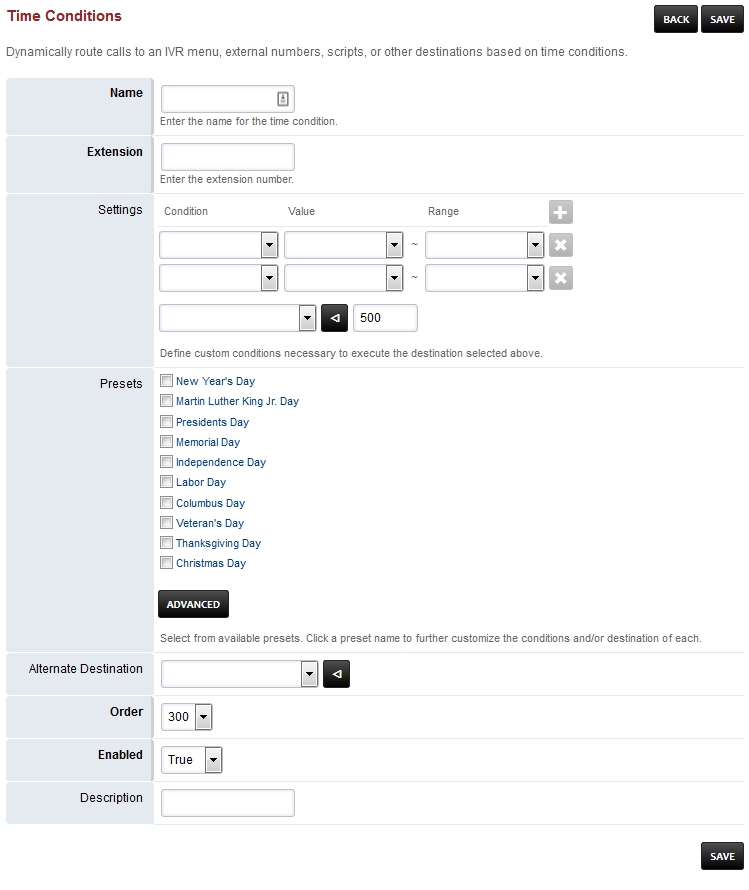 Time Conditions
BACK
SAVE
Dynamically route calls to an IVR menu, external numbers, scripts, or other destinations based on time conditions.
Name
Enter the name for the time condition.
Extension
Enter the extension number.
Settings
Condition
Value
Range
~
~
500
Define custom conditions necessary to execute the destination selected above.
Presets
New Year's Day
Martin Luther King Jr. Day
Presidents Day
Memorial Day
Independence Day
Labor Day
Columbus Day
Veteran's Day
Thanksgiving Day
Christmas Day
ADVANCED
Select from available presets. Click a preset name to further customize the conditions and/or destination of each.
Alternate Destination
Order
300
Enabled
True
Description
SAVE